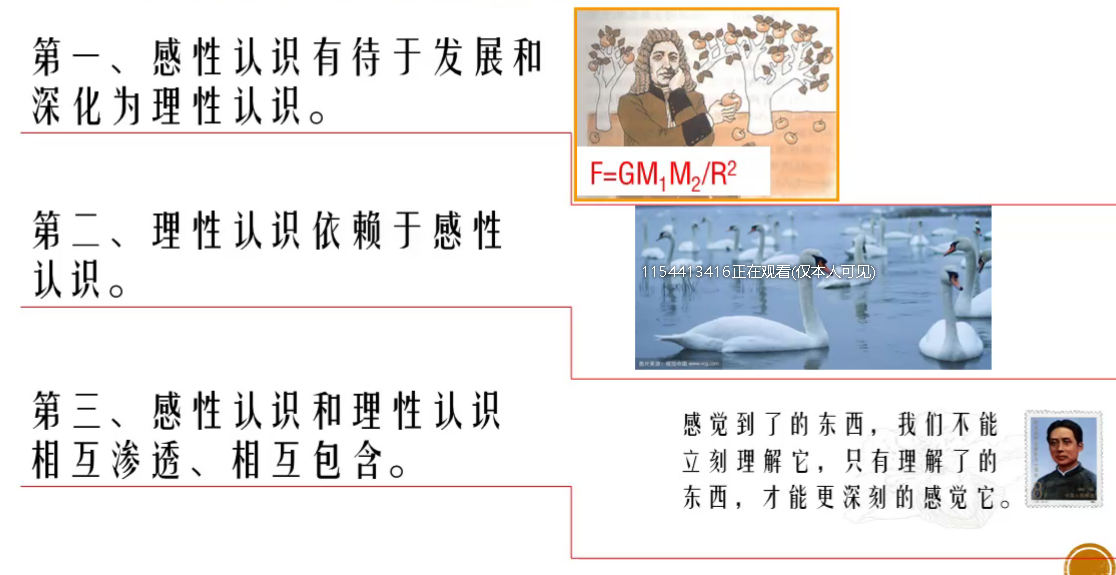 第一、感性认识有待于发展和
深化为理性认识。
F=GM₁M₂/R²
第二、理性认识依赖于感性
认识。
1154413416正在观看(仅本人可见)
第三、感性认识和理性认识
相互渗透、相互包含。
感觉到了的东西，我们不能
立刻理解它，只有理解了的
东西，才能更深刻的感觉它。